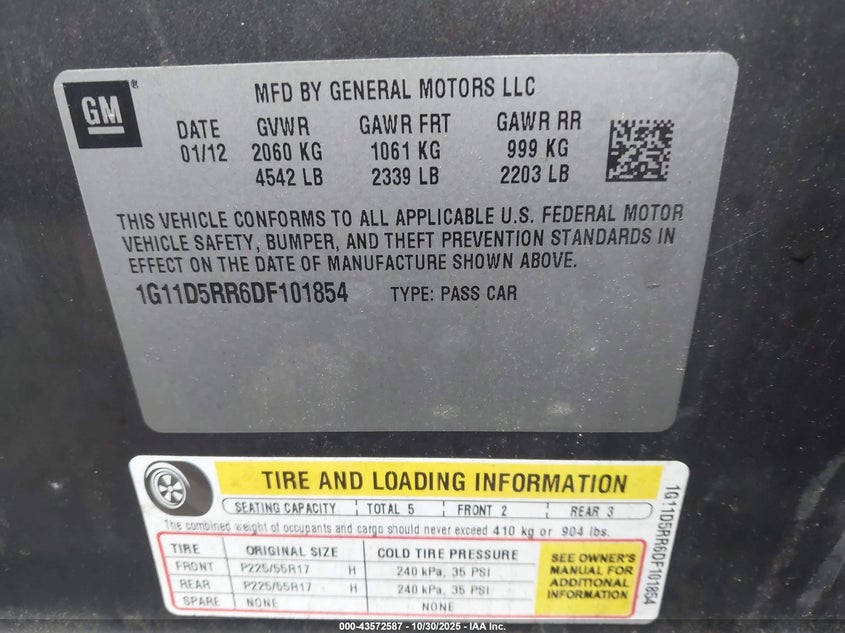 GM®
MFD BY GENERAL MOTORS LLC
DATE GVWR GAWR FRT GAWR RR
01/12 2060 KG 1061 KG 999 KG
4542 LB 2339 LB 2203 LB
THIS VEHICLE CONFORMS TO ALL APPLICABLE U.S. FEDERAL MOTOR
VEHICLE SAFETY, BUMPER, AND THEFT PREVENTION STANDARDS IN
EFFECT ON THE DATE OF MANUFACTURE SHOWN ABOVE.
1G11D5RR6DF101854 TYPE: PASS CAR
TIRE AND LOADING INFORMATION
SEATING CAPACITY TOTAL 5 FRONT 2 REAR 3
The combined weight of occupants and cargo should never exceed 410 kg or 904 lbs.
TIRE ORIGINAL SIZE COLD TIRE PRESSURE
FRONT P225/55R17 H 240 kPa, 35 PSI
REAR P225/55R17 H 240 kPa, 35 PSI
SPARE NONE NONE
SEE OWNER'S
MANUAL FOR
ADDITIONAL
INFORMATION
1G11D5RR6DF101854
000-43572587 - 10/30/2025 - IAA Inc.